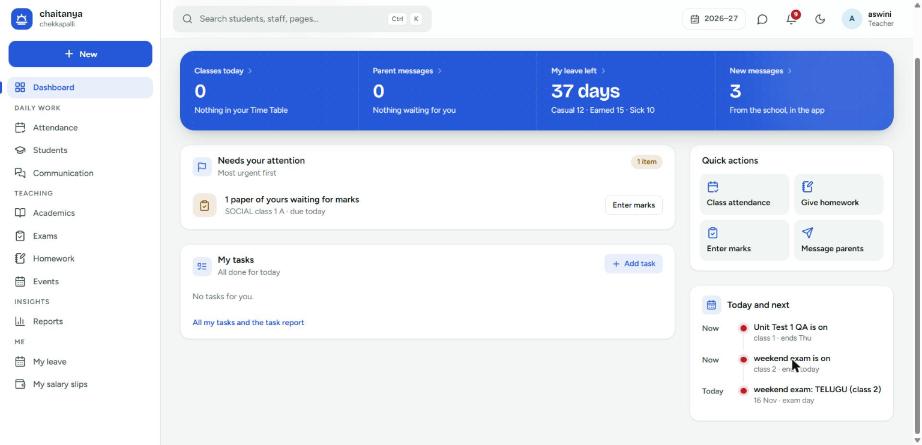 chaitanya
chekkapalli
Search students, staff, pages...
Ctrl K
2026–27
9
A
aswini
Teacher
+ New
Dashboard
DAILY WORK
Attendance
Students
Communication
TEACHING
Academics
Exams
Homework
Events
INSIGHTS
Reports
ME
My leave
My salary slips
Classes today
0
Nothing in your Time Table
Parent messages
0
Nothing waiting for you
My leave left
37 days
Casual 12 · Earned 15 · Sick 10
New messages
3
From the school, in the app
Needs your attention
Most urgent first
1 item
1 paper of yours waiting for marks
SOCIAL class 1 A · due today
Enter marks
My tasks
All done for today
+ Add task
No tasks for you.
All my tasks and the task report
Quick actions
Class attendance
Give homework
Enter marks
Message parents
Today and next
Now
Unit Test 1 QA is on
class 1 · ends Thu
Now
weekend exam is on
class 2 · today
Today
weekend exam: TELUGU (class 2)
16 Nov · exam day